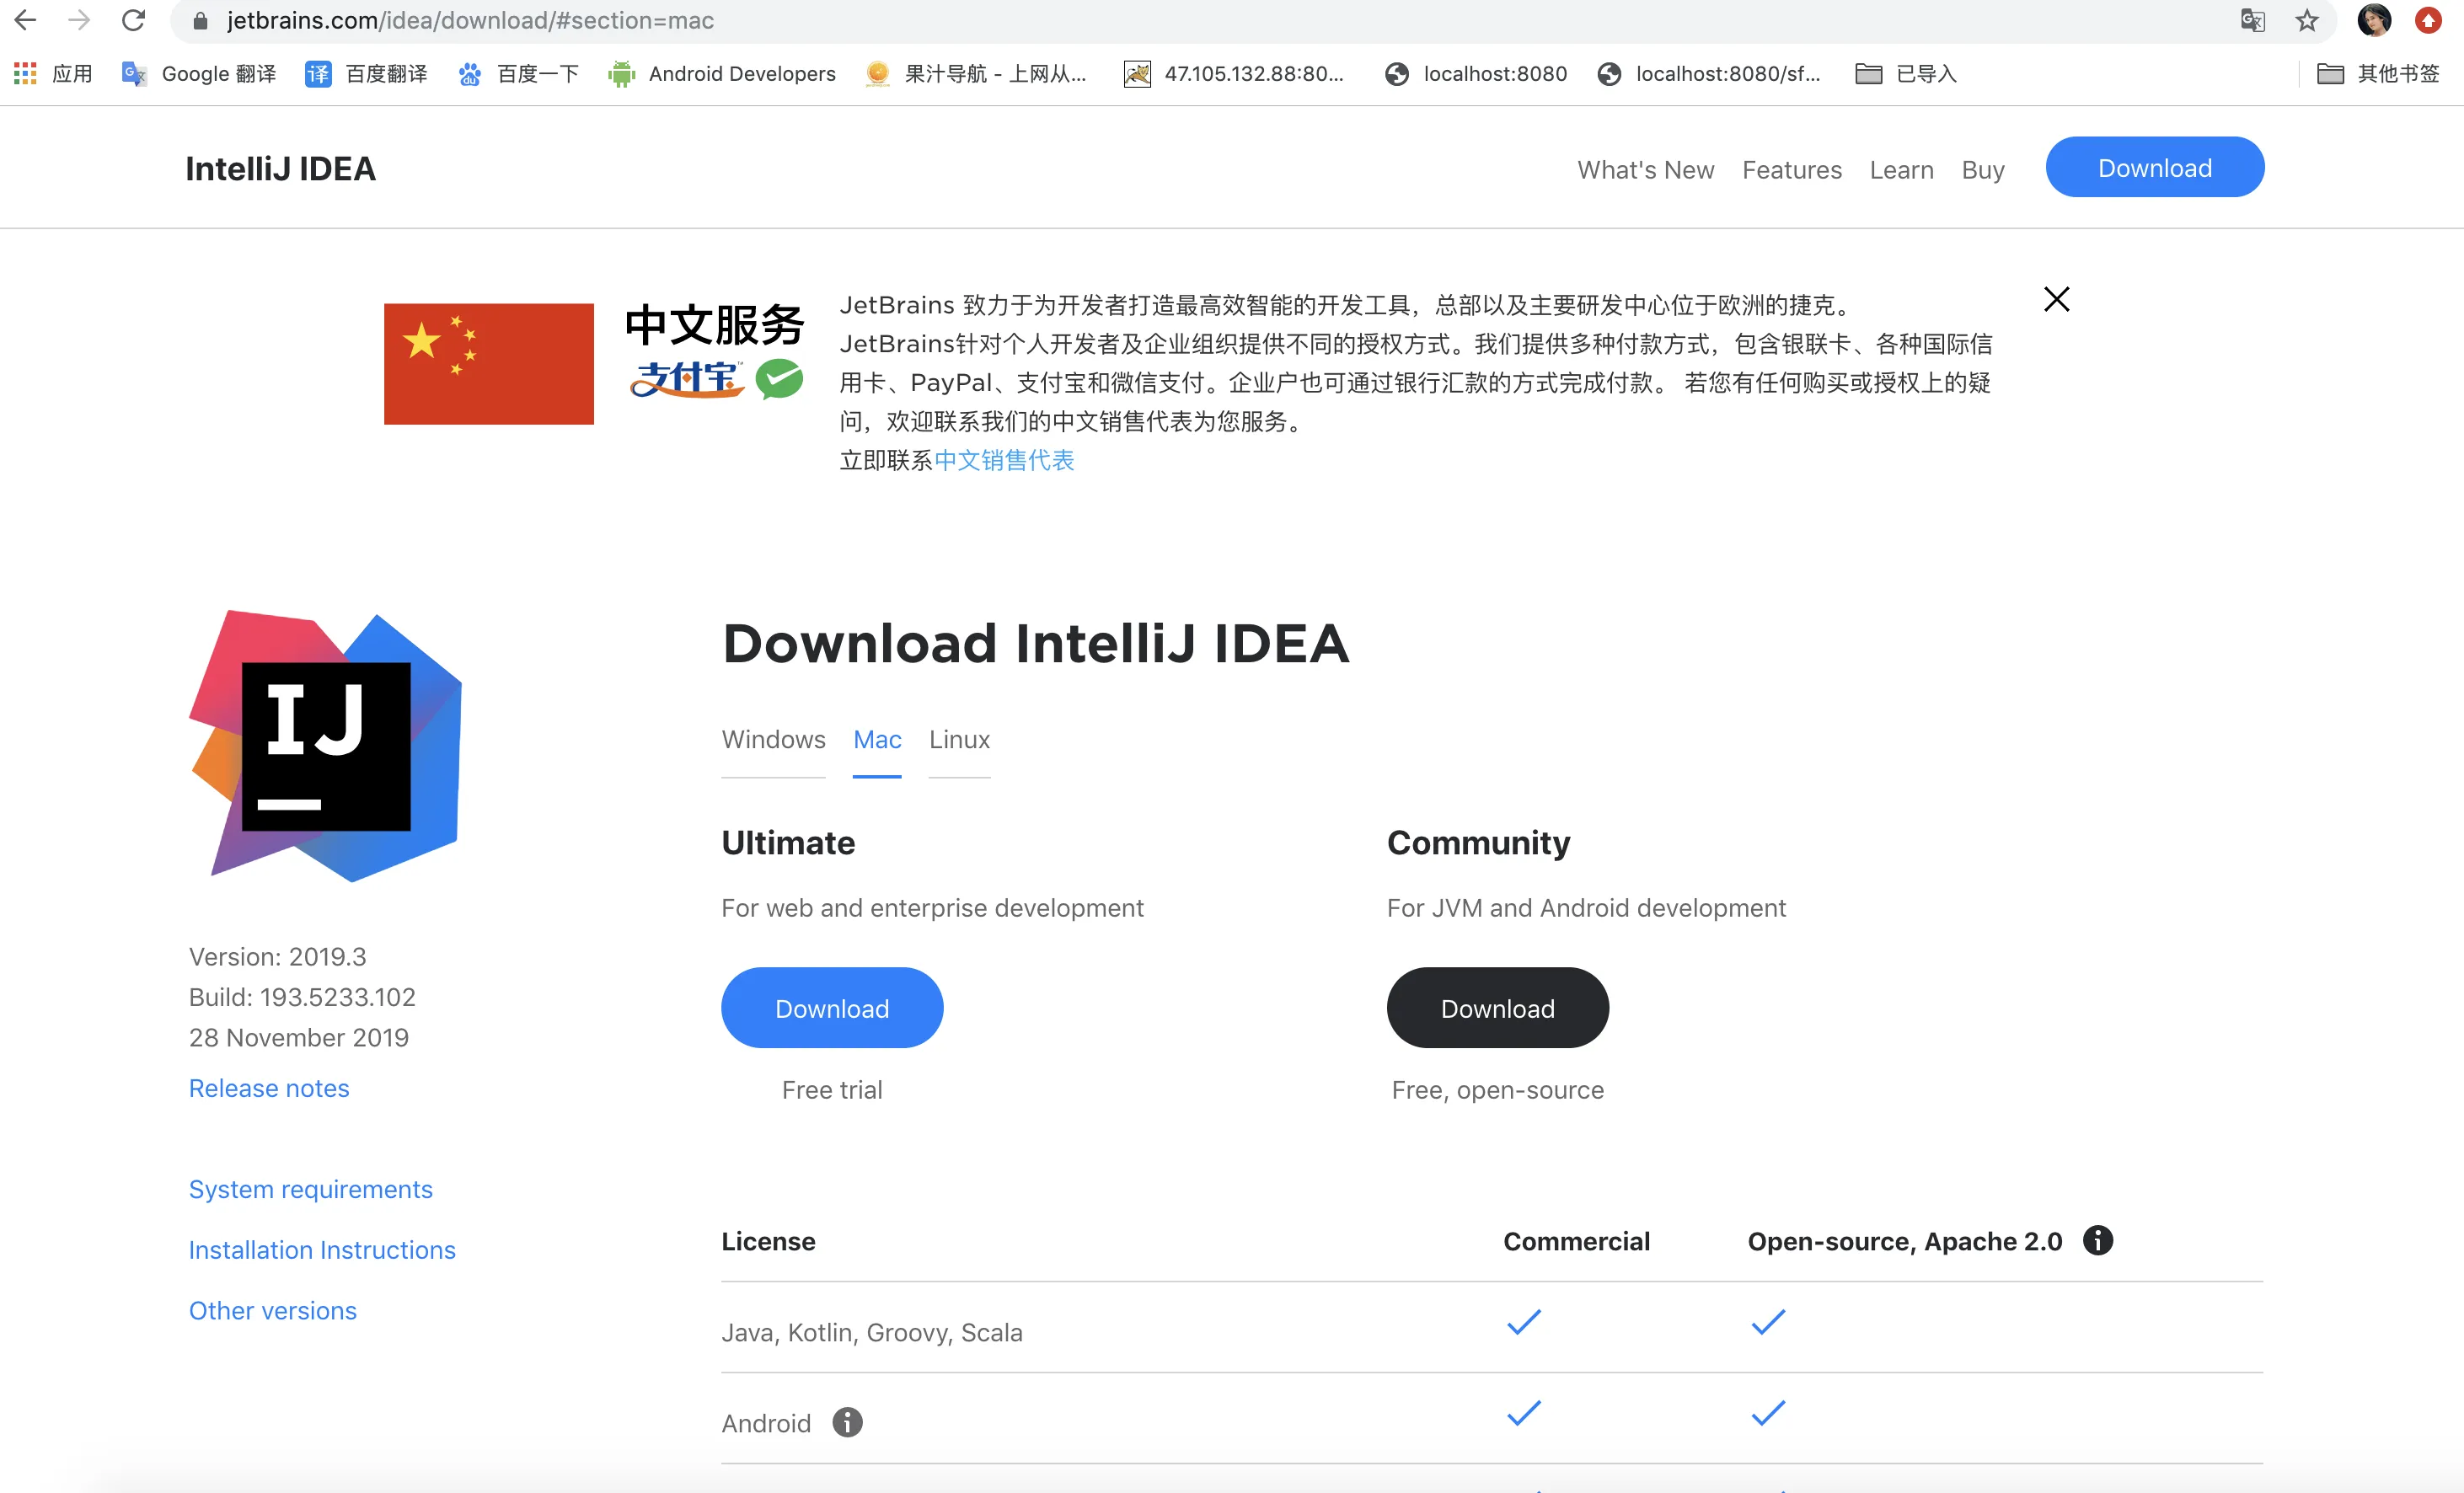 jetbrains.com/idea/download/#section=mac
应用 Google 翻译 百度翻译 百度一下 Android Developers 果汁导航 - 上网从... 47.105.132.88:80... localhost:8080 localhost:8080/sf... 已导入 其他书签
IntelliJ IDEA What's New Features Learn Buy Download
中文服务
支付宝
JetBrains 致力于为开发者打造最高效智能的开发工具，总部以及主要研发中心位于欧洲的捷克。
JetBrains针对个人开发者及企业组织提供不同的授权方式。我们提供多种付款方式，包含银联卡、各种国际信
用卡、PayPal、支付宝和微信支付。企业户也可通过银行汇款的方式完成付款。 若您有任何购买或授权上的疑
问，欢迎联系我们的中文销售代表为您服务。
立即联系中文销售代表
IJ
Version: 2019.3
Build: 193.5233.102
28 November 2019
Release notes
System requirements
Installation Instructions
Other versions
Download IntelliJ IDEA
Windows Mac Linux
Ultimate
For web and enterprise development
Download
Free trial
Community
For JVM and Android development
Download
Free, open-source
License Commercial Open-source, Apache 2.0
Java, Kotlin, Groovy, Scala
Android